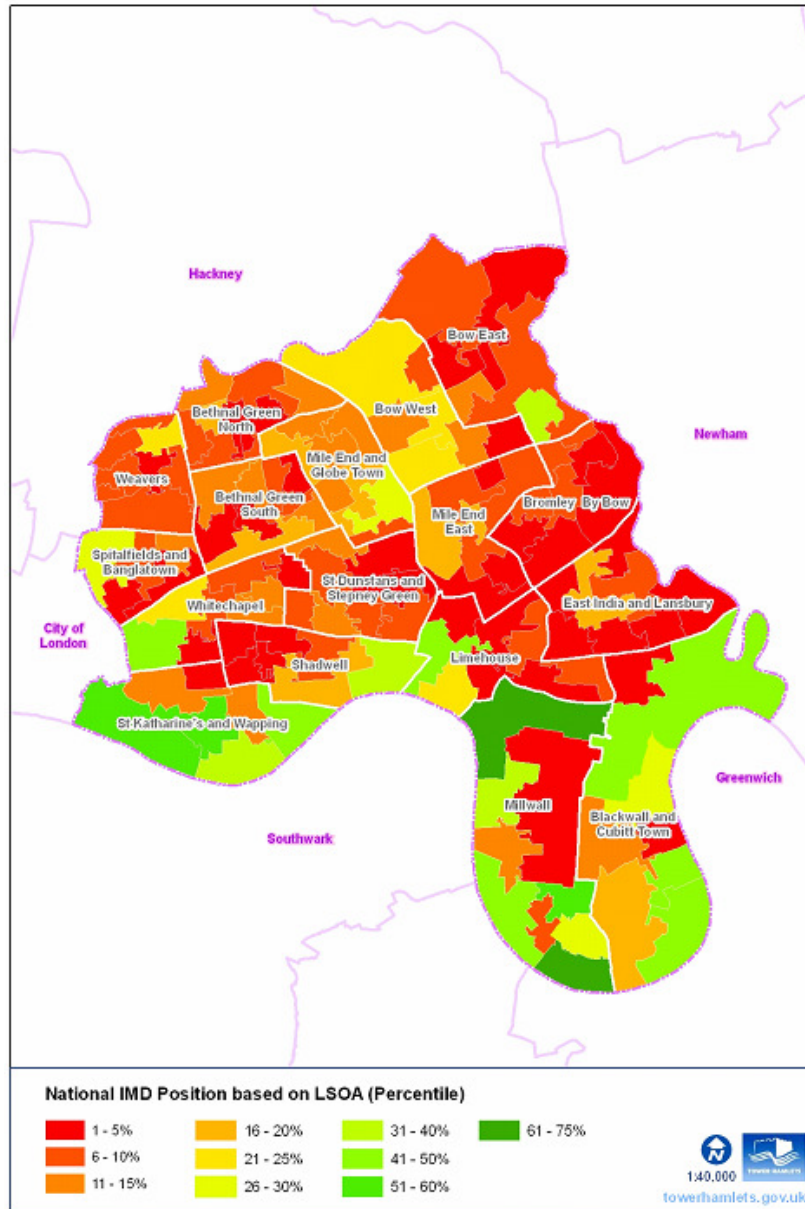 Hackney
Bow East
Bethnal Green
North
Bow West
Newham
Mile End and
Globe Town
Weavers
Bethnal Green
South
Mile End
East
Bromley By Bow
Spitalfields and
Banglatown
St Dunstans and
Stepney Green
Whitechapel
East India and Lansbury
City of
London
Shadwell
Limehouse
St Katharine's and Wapping
Greenwich
Millwall
Blackwall and
Cubitt Town
Southwark
National IMD Position based on LSOA (Percentile)
1 - 5%
16 - 20%
31 - 40%
61 - 75%
6 - 10%
21 - 25%
41 - 50%
11 - 15%
26 - 30%
51 - 60%
N
1:40,000
TOWER HAMLETS
towerhamlets.gov.uk